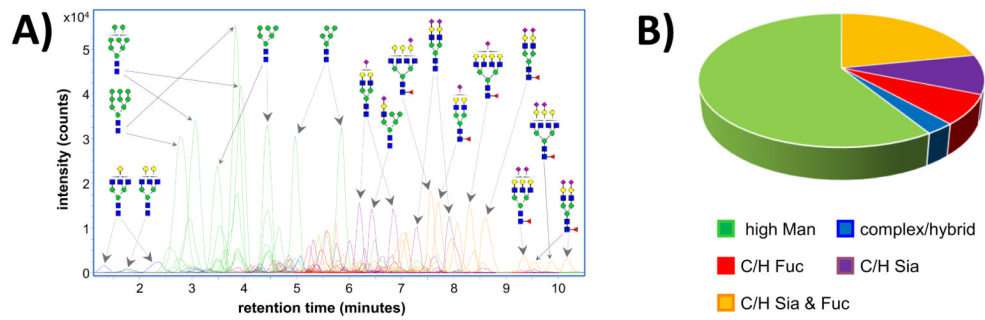 A)
x10⁴
5
4
3
2
1
0
intensity (counts)
2 3 4 5 6 7 8 9 10
retention time (minutes)
B)
high Man
complex/hybrid
C/H Fuc
C/H Sia
C/H Sia & Fuc